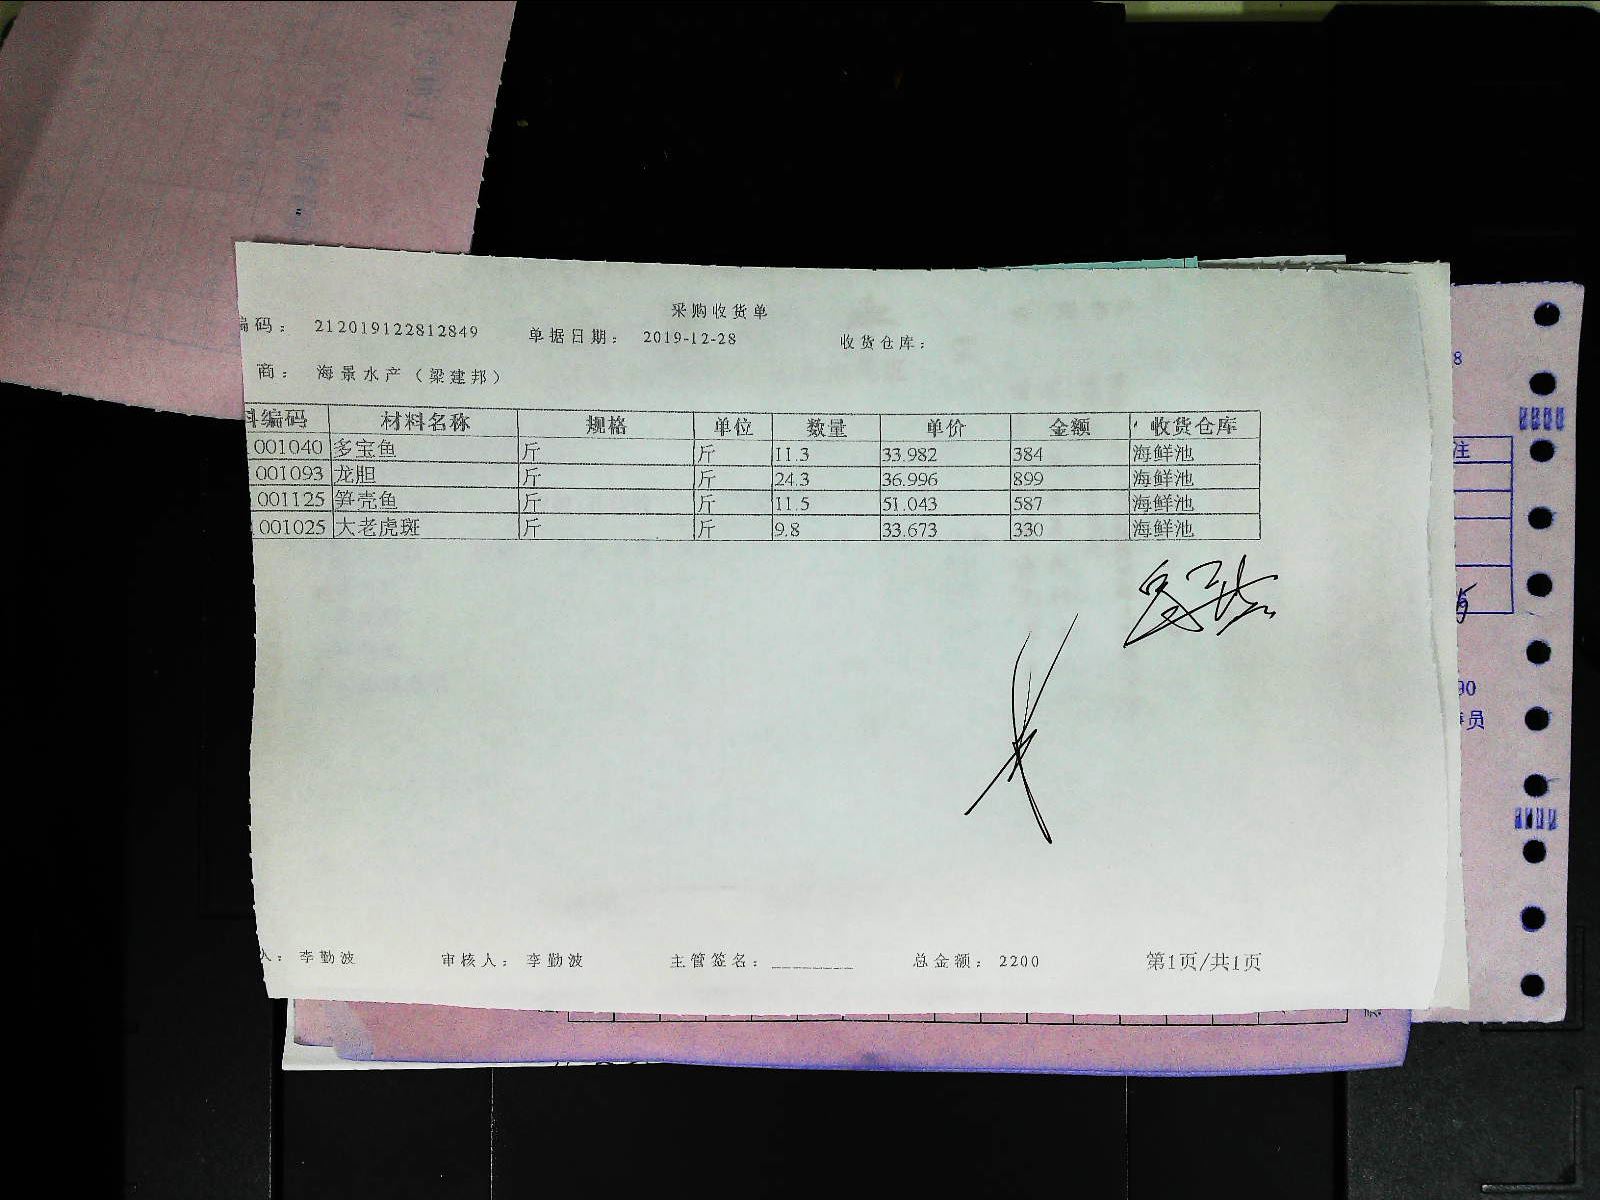 采购收货单
编码： 212019122812849 单据日期： 2019-12-28 收货仓库：
商： 海景水产（梁建邦）
料编码 材料名称 规格 单位 数量 单价 金额 收货仓库
001040 多宝鱼 斤 斤 11.3 33.982 384 海鲜池
001093 龙胆 斤 斤 24.3 36.996 899 海鲜池
001125 笋壳鱼 斤 斤 11.5 51.043 587 海鲜池
001025 大老虎斑 斤 斤 9.8 33.673 330 海鲜池
人： 李勤波 审核人： 李勤波 主管签名： 总金额： 2200 第1页/共1页
8
注
90
员